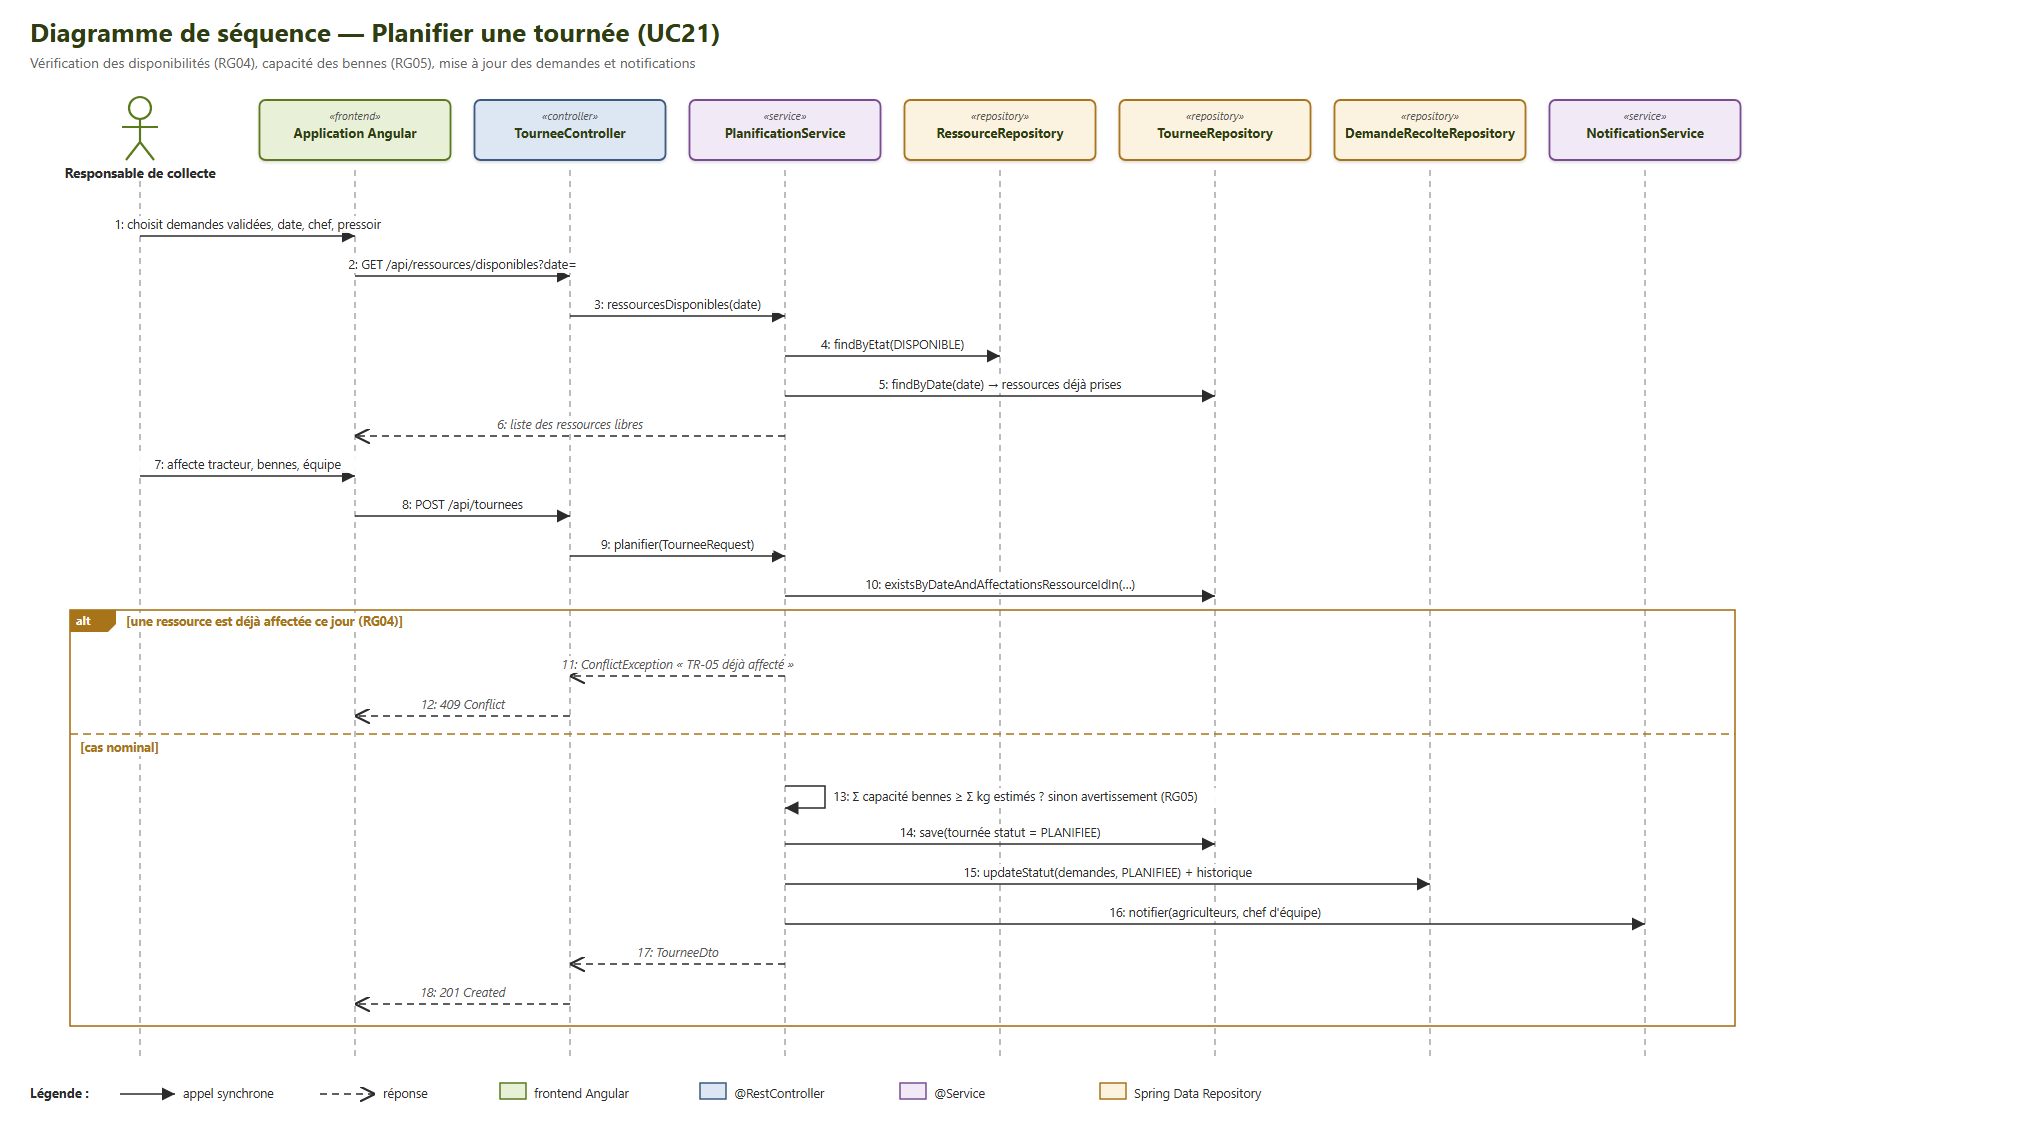 Diagramme de séquence — Planifier une tournée (UC21)
Vérification des disponibilités (RG04), capacité des bennes (RG05), mise à jour des demandes et notifications
«frontend»
Application Angular
«controller»
TourneeController
«service»
PlanificationService
«repository»
RessourceRepository
«repository»
TourneeRepository
«repository»
DemandeRecolteRepository
«service»
NotificationService
Responsable de collecte
1: choisit demandes validées, date, chef, pressoir
2: GET /api/ressources/disponibles?date=
3: ressourcesDisponibles(date)
4: findByEtat(DISPONIBLE)
5: findByDate(date) → ressources déjà prises
6: liste des ressources libres
7: affecte tracteur, bennes, équipe
8: POST /api/tournees
9: planifier(TourneeRequest)
10: existsByDateAndAffectationsRessourceIdIn(...)
alt [une ressource est déjà affectée ce jour (RG04)]
11: ConflictException « TR-05 déjà affecté »
12: 409 Conflict
[cas nominal]
13: Σ capacité bennes ≥ Σ kg estimés ? sinon avertissement (RG05)
14: save(tournée statut = PLANIFIEE)
15: updateStatut(demandes, PLANIFIEE) + historique
16: notifier(agriculteurs, chef d'équipe)
17: TourneeDto
18: 201 Created
Légende : appel synchrone réponse frontend Angular @RestController @Service Spring Data Repository